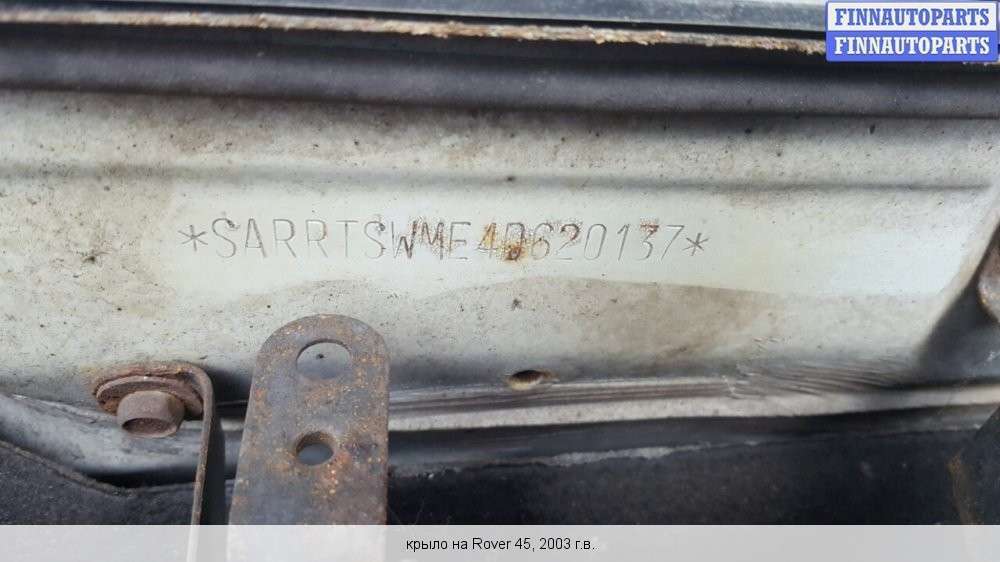 FINNAUTOPARTS
FINNAUTOPARTS
*SARRTSWME4D620137*
крыло на Rover 45, 2003 г.в.